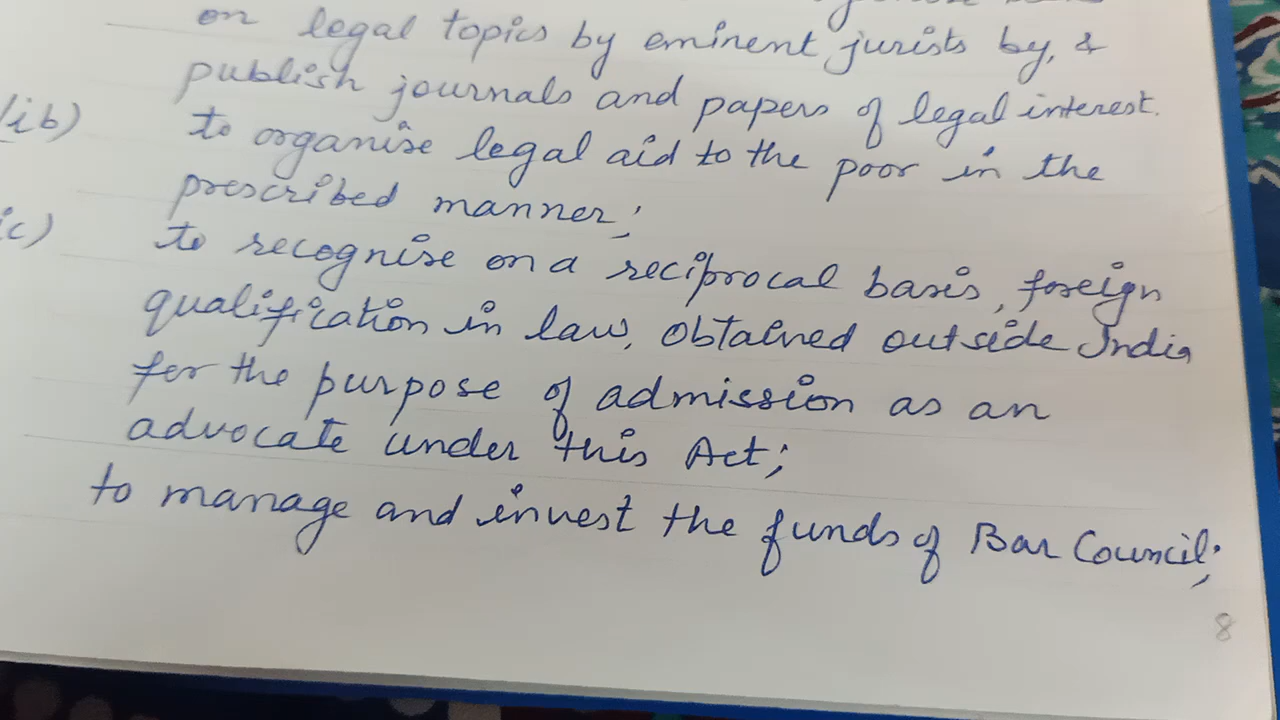 on legal topics by eminent jurists by, &
publish journals and papers of legal interest.
ib) to organise legal aid to the poor in the
prescribed manner;
ic) to recognise on a reciprocal basis, foreign
qualification in law, obtained outside India
for the purpose of admission as an
advocate under this Act;
to manage and invest the funds of Bar Council;
8